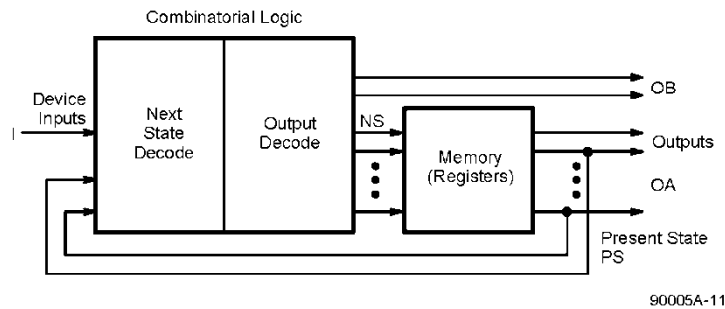 Combinatorial Logic
Device
Inputs
I
Next
State
Decode
Output
Decode
NS
Memory
(Registers)
OB
Outputs
OA
Present State
PS
90005A-11